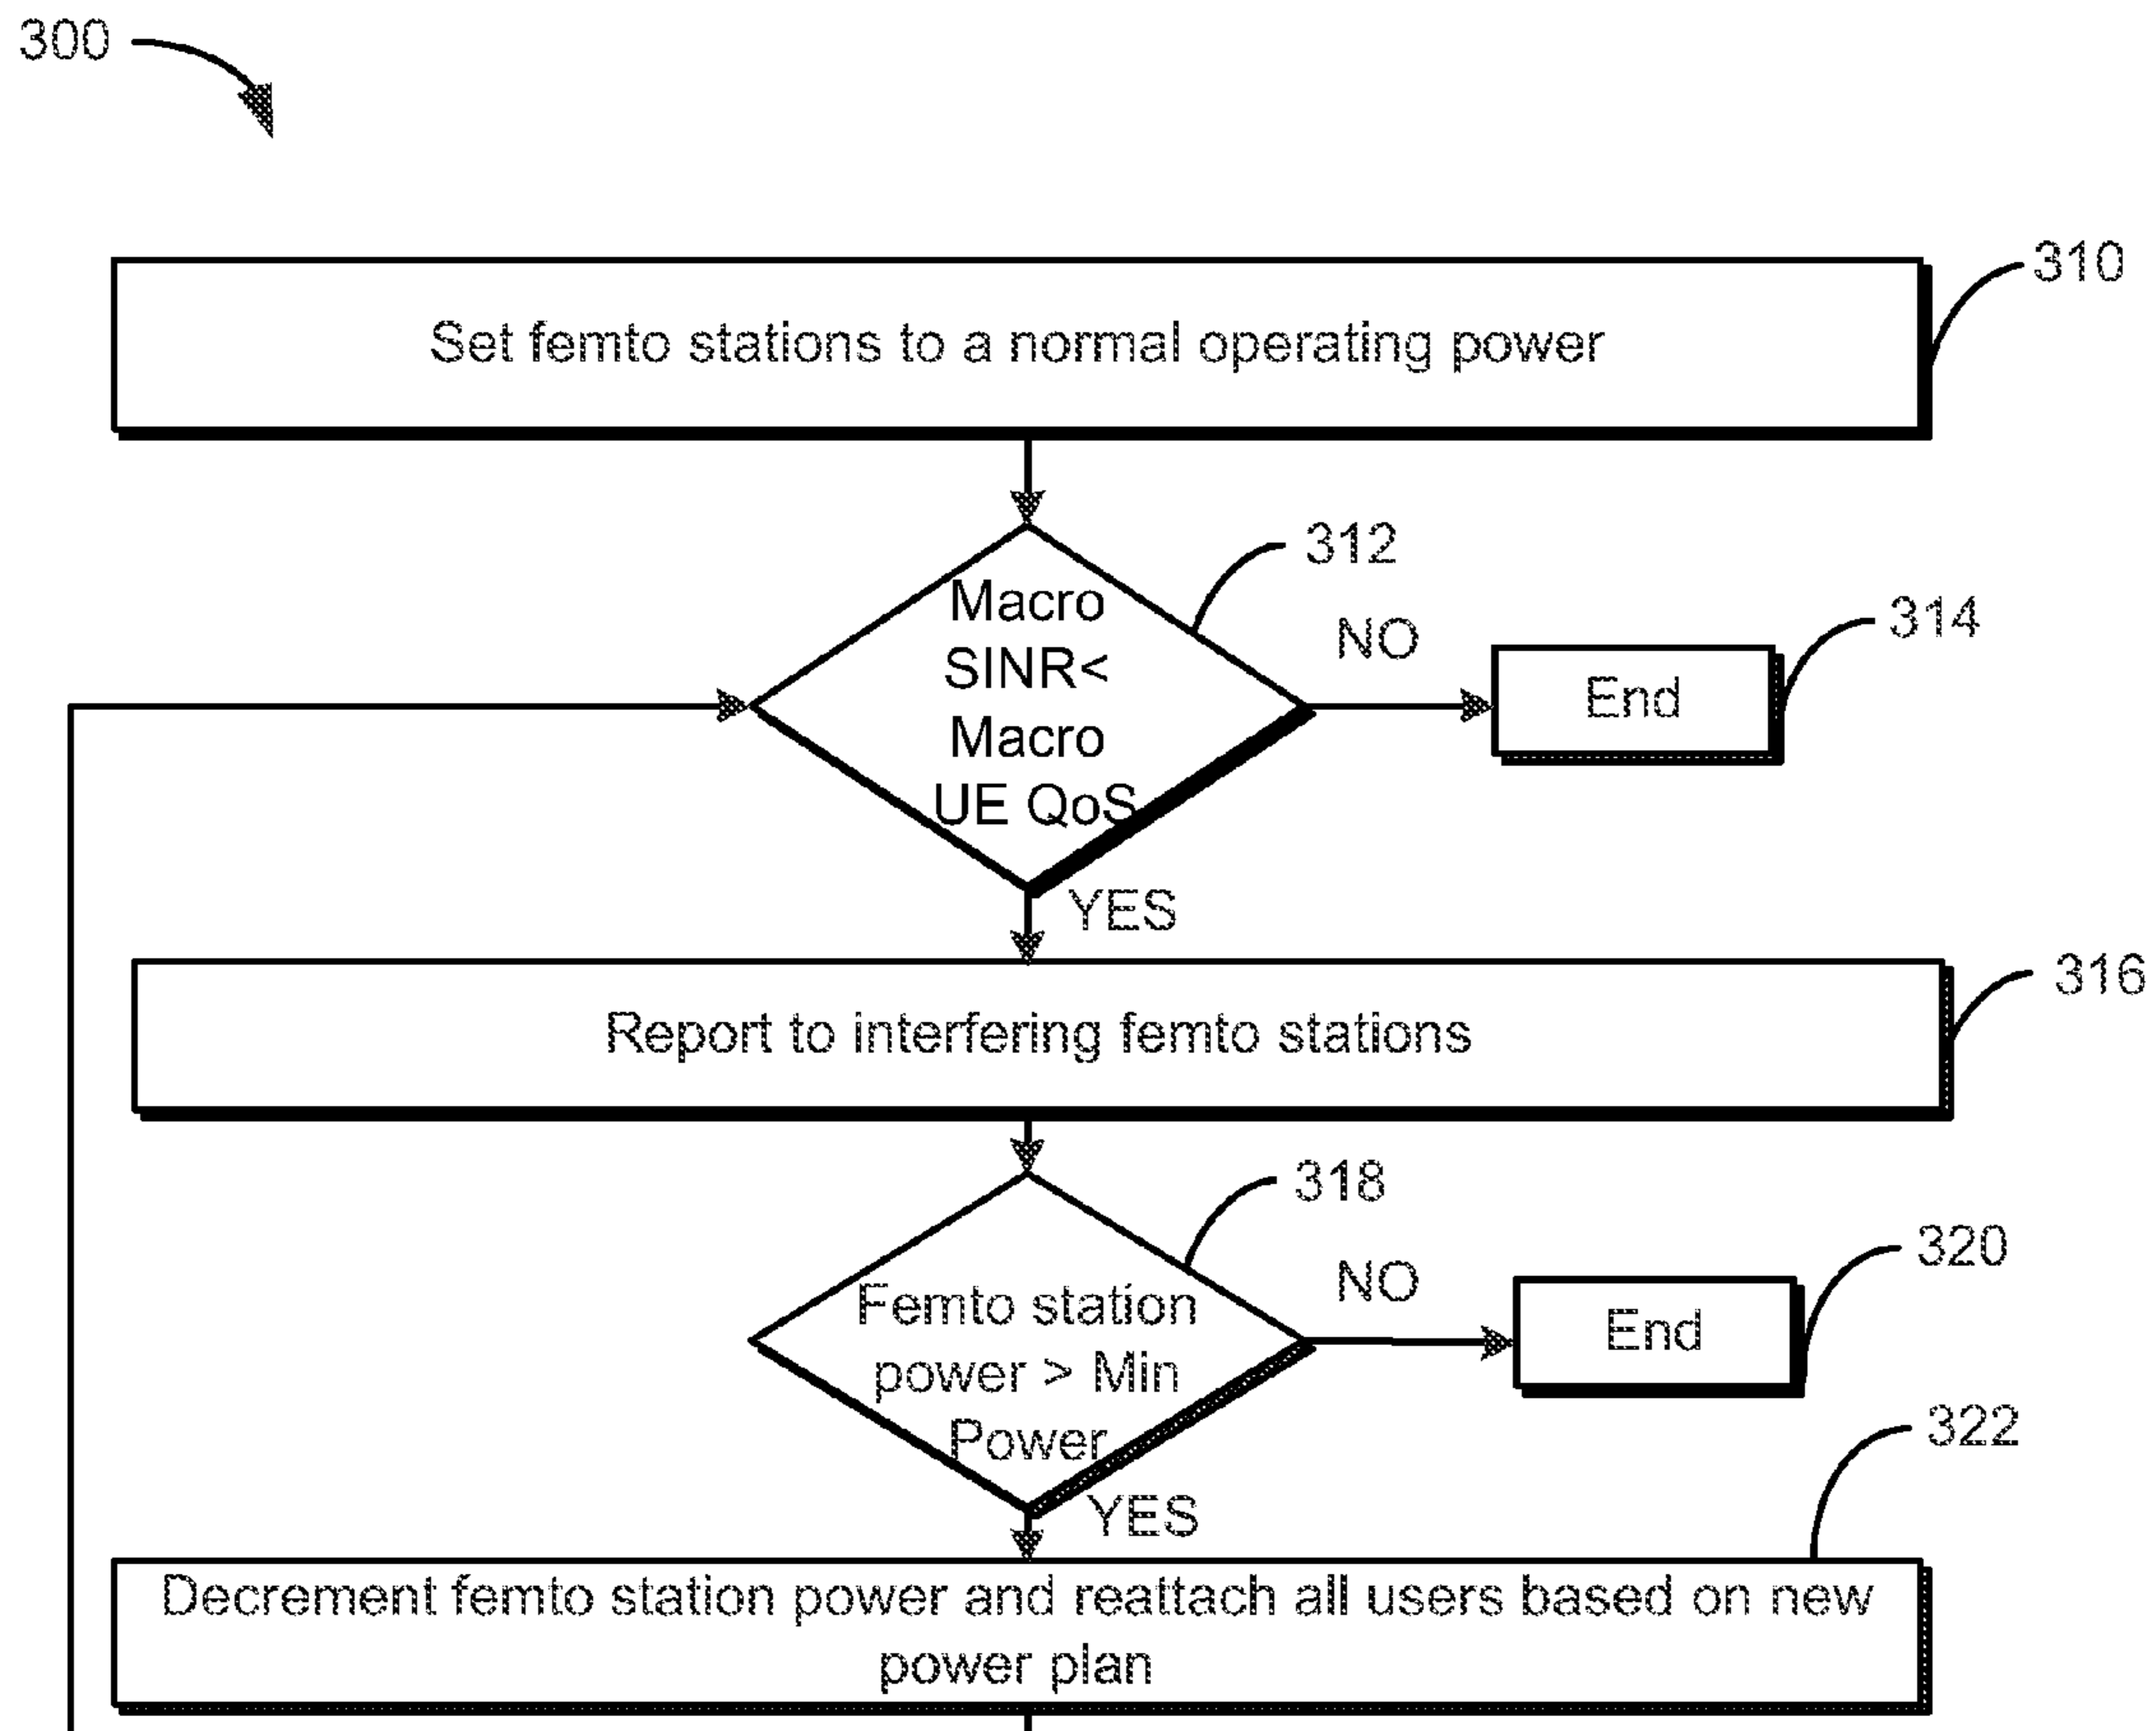 300
310
Set femto stations to a normal operating power
312
Macro
SINR<
Macro
UE QoS
NO
314
End
YES
316
Report to interfering femto stations
318
Femto station
power > Min
Power
NO
320
End
YES
322
Decrement femto station power and reattach all users based on new
power plan